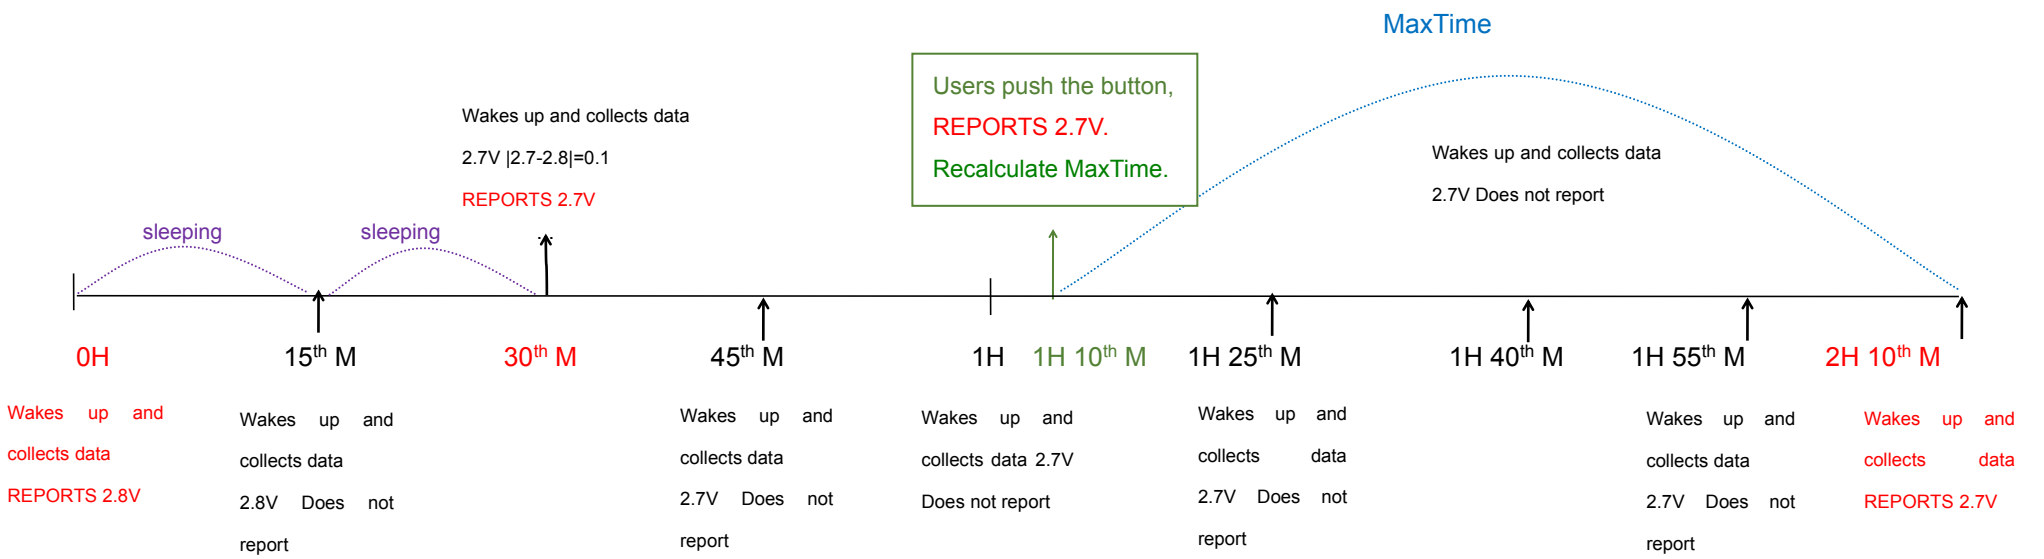 MaxTime
Users push the button,
REPORTS 2.7V.
Recalculate MaxTime.
Wakes up and collects data
2.7V |2.7-2.8|=0.1
REPORTS 2.7V
Wakes up and collects data
2.7V Does not report
sleeping
sleeping
0H
15th M
30th M
45th M
1H
1H 10th M
1H 25th M
1H 40th M
1H 55th M
2H 10th M
Wakes up and
collects data
REPORTS 2.8V
Wakes up and
collects data
2.8V Does not
report
Wakes up and
collects data
2.7V Does not
report
Wakes up and
collects data 2.7V
Does not report
Wakes up and
collects data
2.7V Does not
report
Wakes up and
collects data
2.7V Does not
report
Wakes up and
collects data
REPORTS 2.7V